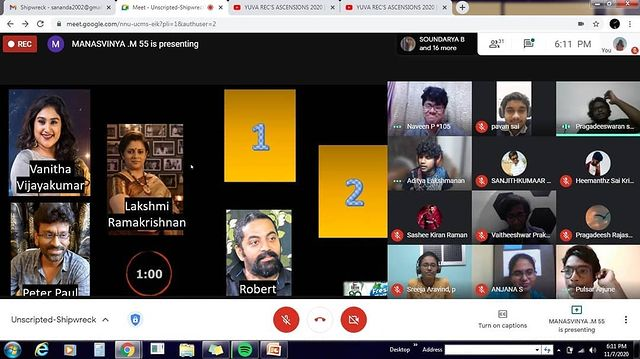 Shipwreck - sananda2002@gma
Meet - Unscripted-Shipwreck
YUVA REC'S ASCENSIONS 2020
YUVA REC'S ASCENSIONS 2020
meet.google.com/nnu-ucms-eik?pli=1&authuser=2
REC
M
MANASVINYA .M 55 is presenting
SOUNDARYA B
and 16 more
31
6:11 PM
You
Vanitha
Vijayakumar
Lakshmi
Ramakrishnan
1
2
Peter Paul
1:00
Robert
Fresh
Naveen P *105
pavan sai
Pragadeeswaran s...
Aditya Lakshmanan
SANJITHKUMAAR ...
Heemanthz Sai Kri...
Sashee Kiran Raman
Vaitheeshwar Prak...
Pragadeesh Rajas...
Sreeja Aravind, p
ANJANA S
Pulsar Arjune
Unscripted-Shipwreck
Turn on captions
MANASVINYA .M 55
is presenting
Desktop
Address
6:11 PM
11/7/2020